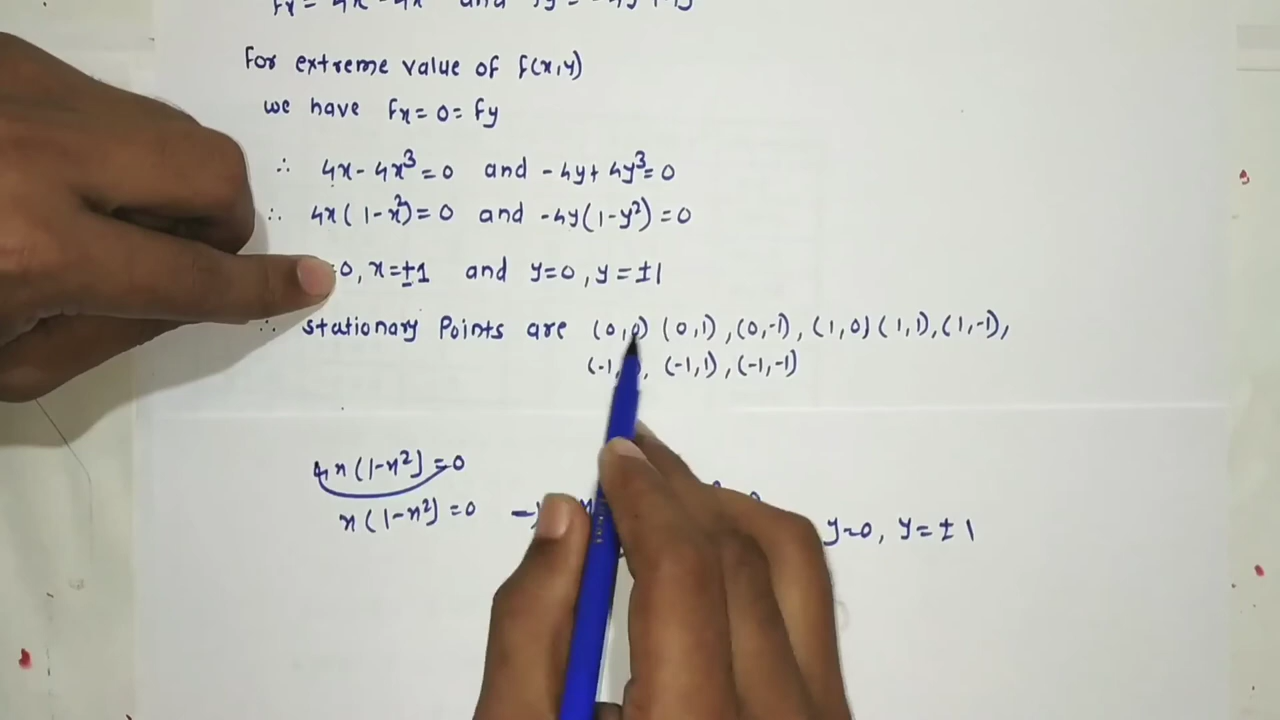 For extreme value of f(x,y)
we have fx = 0 = fy
∴ 4x - 4x³ = 0 and - 4y + 4y³ = 0
∴ 4x ( 1 - x²) = 0 and -4y (1 - y²) = 0
=0, x = ±1 and y=0, y = ±1
∴ stationary Points are (0,0) (0,1), (0,-1), (1,0) (1,1), (1,-1),
(-1, , (-1,1), (-1,-1)
4x (1-x²) = 0
x (1-x²) = 0 y=0, y = ± 1